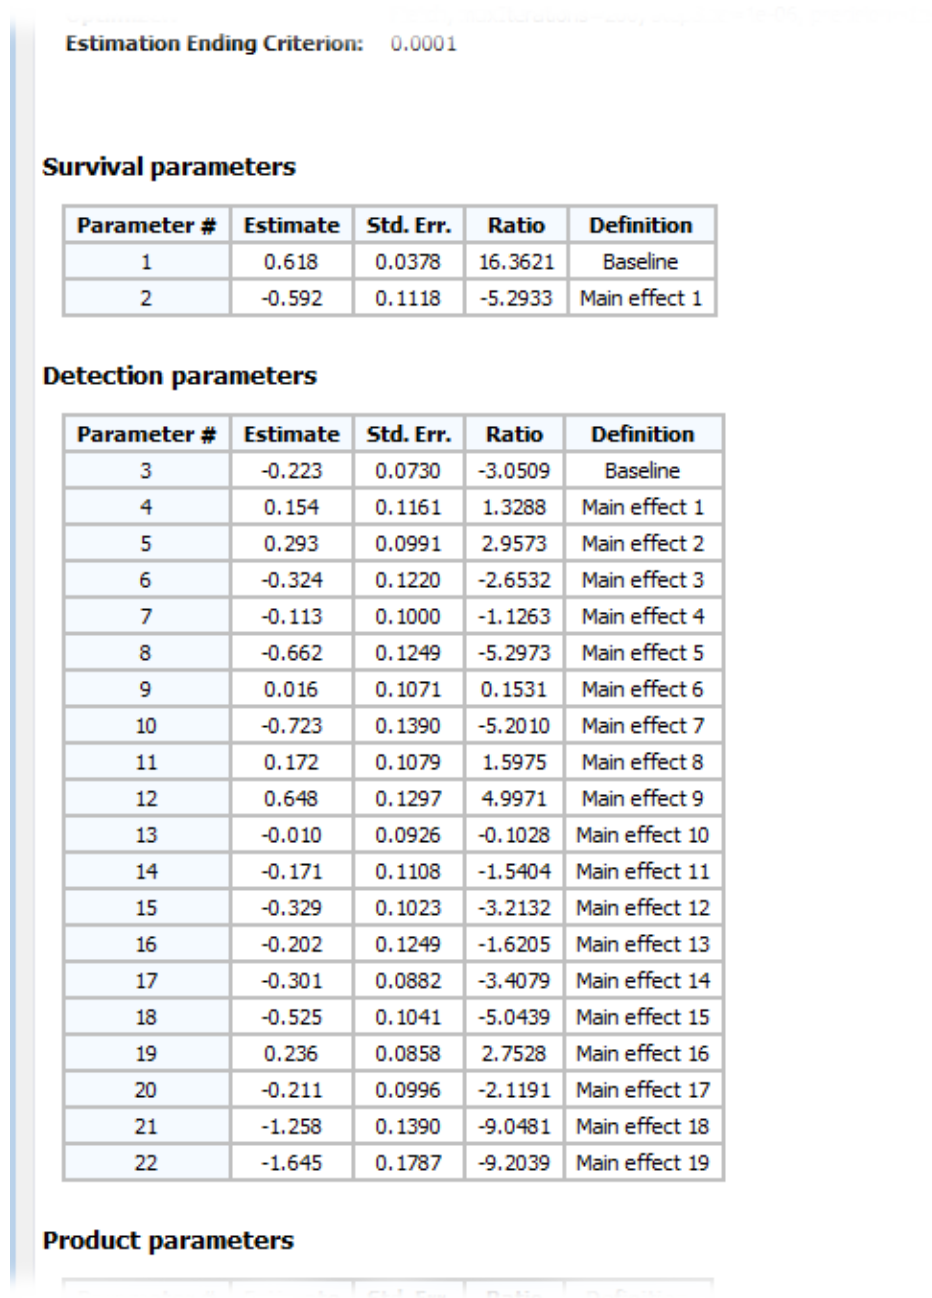 Estimation Ending Criterion: 0.0001
Survival parameters
Parameter # Estimate Std. Err. Ratio Definition
1 0.618 0.0378 16.3621 Baseline
2 -0.592 0.1118 -5.2933 Main effect 1
Detection parameters
Parameter # Estimate Std. Err. Ratio Definition
3 -0.223 0.0730 -3.0509 Baseline
4 0.154 0.1161 1.3288 Main effect 1
5 0.293 0.0991 2.9573 Main effect 2
6 -0.324 0.1220 -2.6532 Main effect 3
7 -0.113 0.1000 -1.1263 Main effect 4
8 -0.662 0.1249 -5.2973 Main effect 5
9 0.016 0.1071 0.1531 Main effect 6
10 -0.723 0.1390 -5.2010 Main effect 7
11 0.172 0.1079 1.5975 Main effect 8
12 0.648 0.1297 4.9971 Main effect 9
13 -0.010 0.0926 -0.1028 Main effect 10
14 -0.171 0.1108 -1.5404 Main effect 11
15 -0.329 0.1023 -3.2132 Main effect 12
16 -0.202 0.1249 -1.6205 Main effect 13
17 -0.301 0.0882 -3.4079 Main effect 14
18 -0.525 0.1041 -5.0439 Main effect 15
19 0.236 0.0858 2.7528 Main effect 16
20 -0.211 0.0996 -2.1191 Main effect 17
21 -1.258 0.1390 -9.0481 Main effect 18
22 -1.645 0.1787 -9.2039 Main effect 19
Product parameters